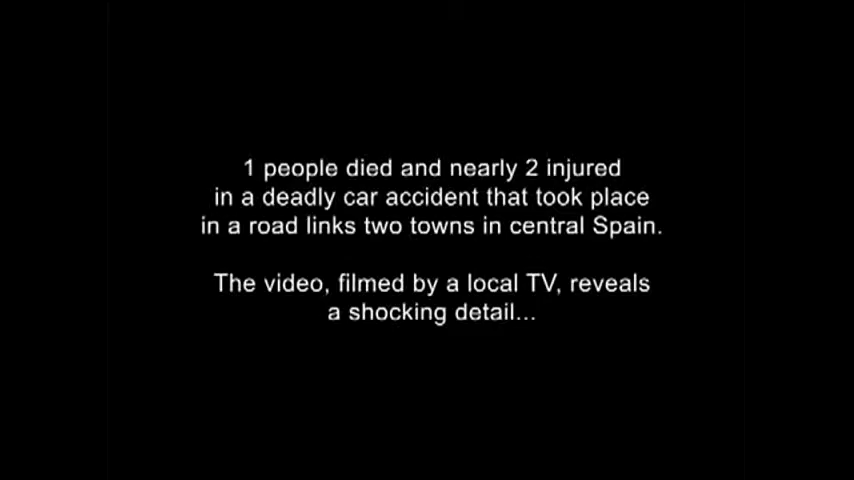 1 people died and nearly 2 injured
in a deadly car accident that took place
in a road links two towns in central Spain.
The video, filmed by a local TV, reveals
a shocking detail...